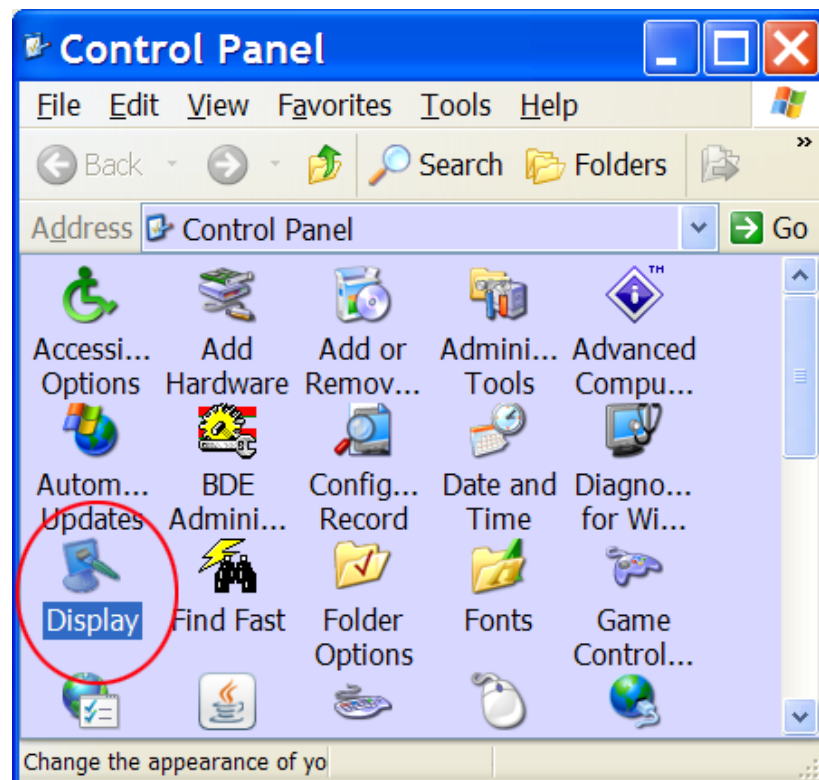 Control Panel
File Edit View Favorites Tools Help
Back Search Folders »
Address Control Panel Go
TM
Accessi... Add Add or Admini... Advanced
Options Hardware Remov... Tools Compu...
Autom... BDE Config... Date and Diagno...
Updates Admini... Record Time for Wi...
Display Find Fast Folder Fonts Game
Options Control...
Change the appearance of yo